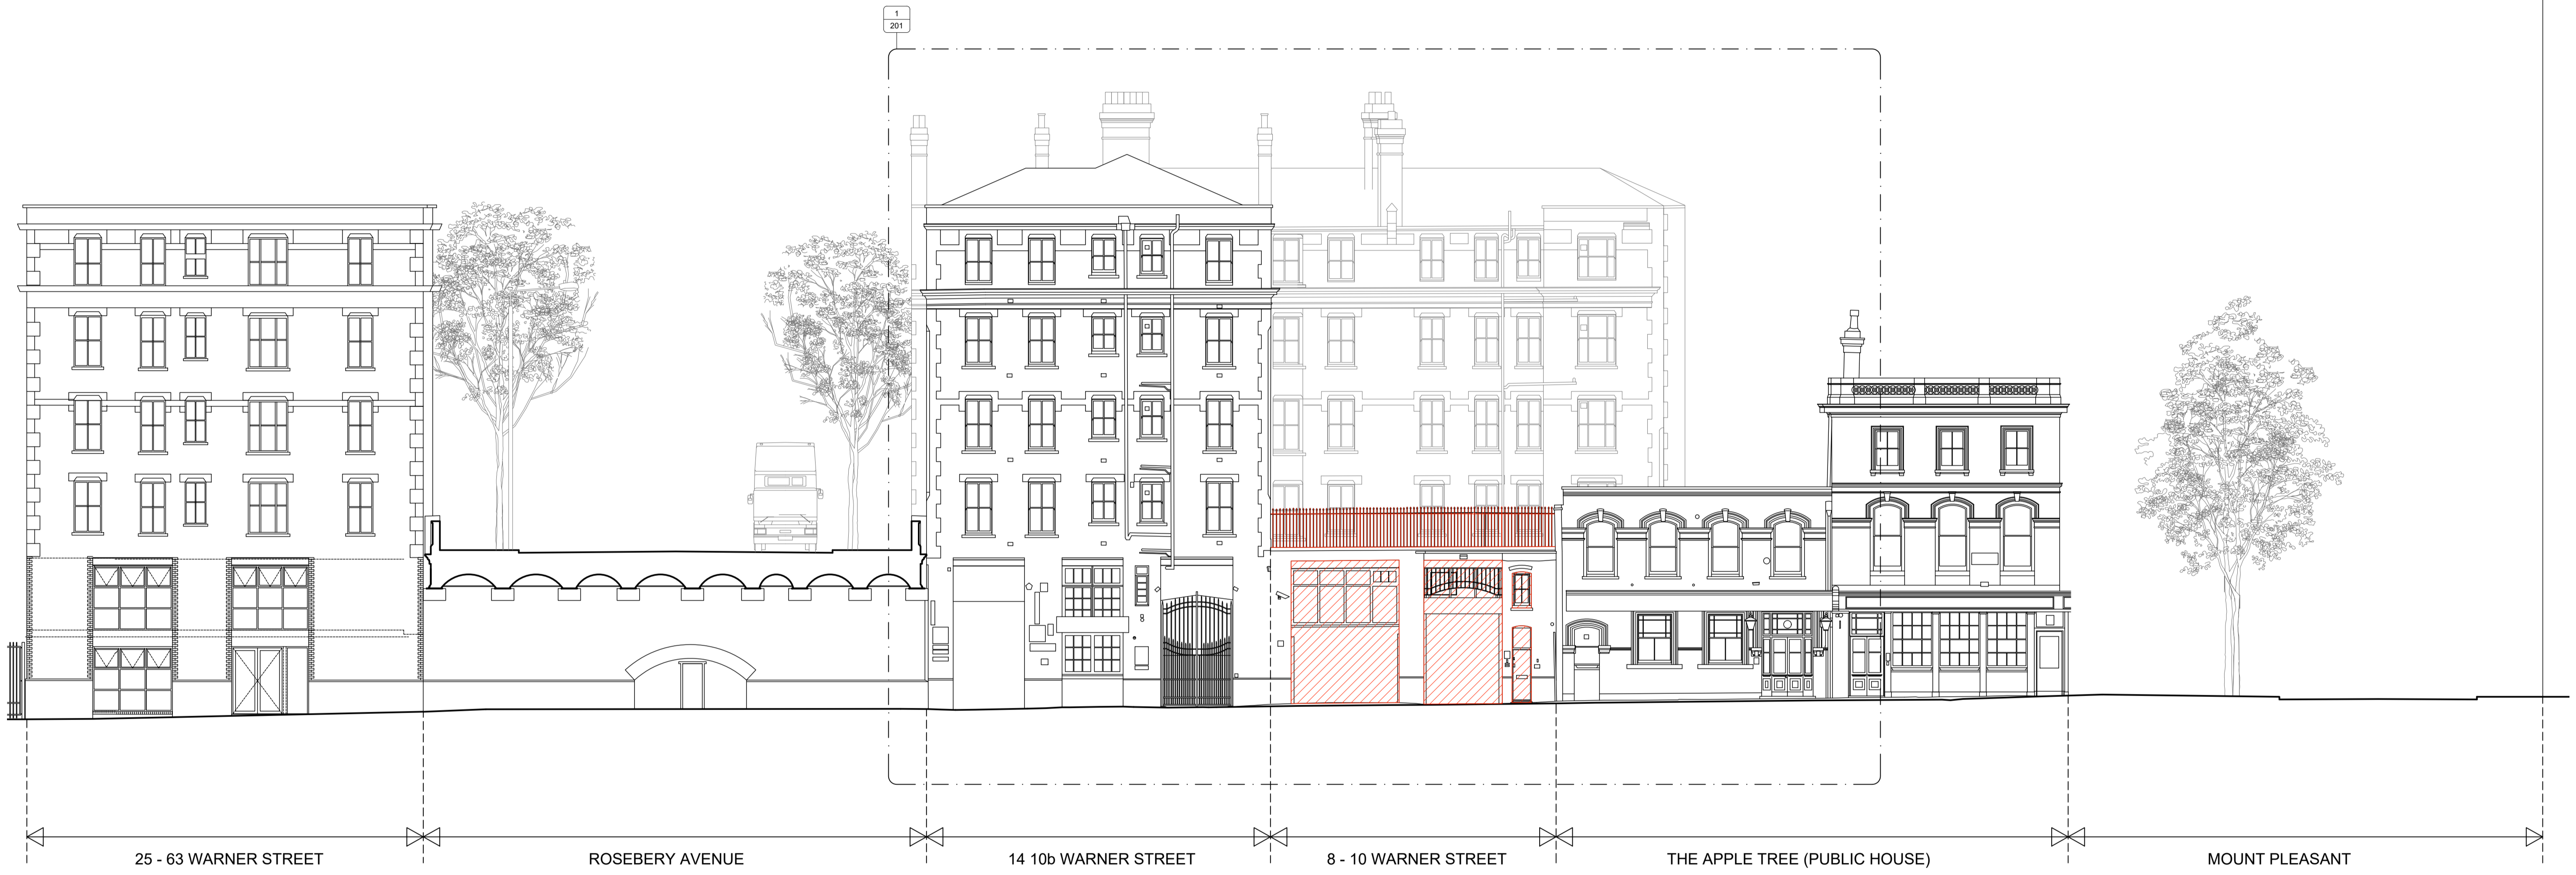 1
201
25 - 63 WARNER STREET
ROSEBERY AVENUE
14 10b WARNER STREET
8 - 10 WARNER STREET
THE APPLE TREE (PUBLIC HOUSE)
MOUNT PLEASANT